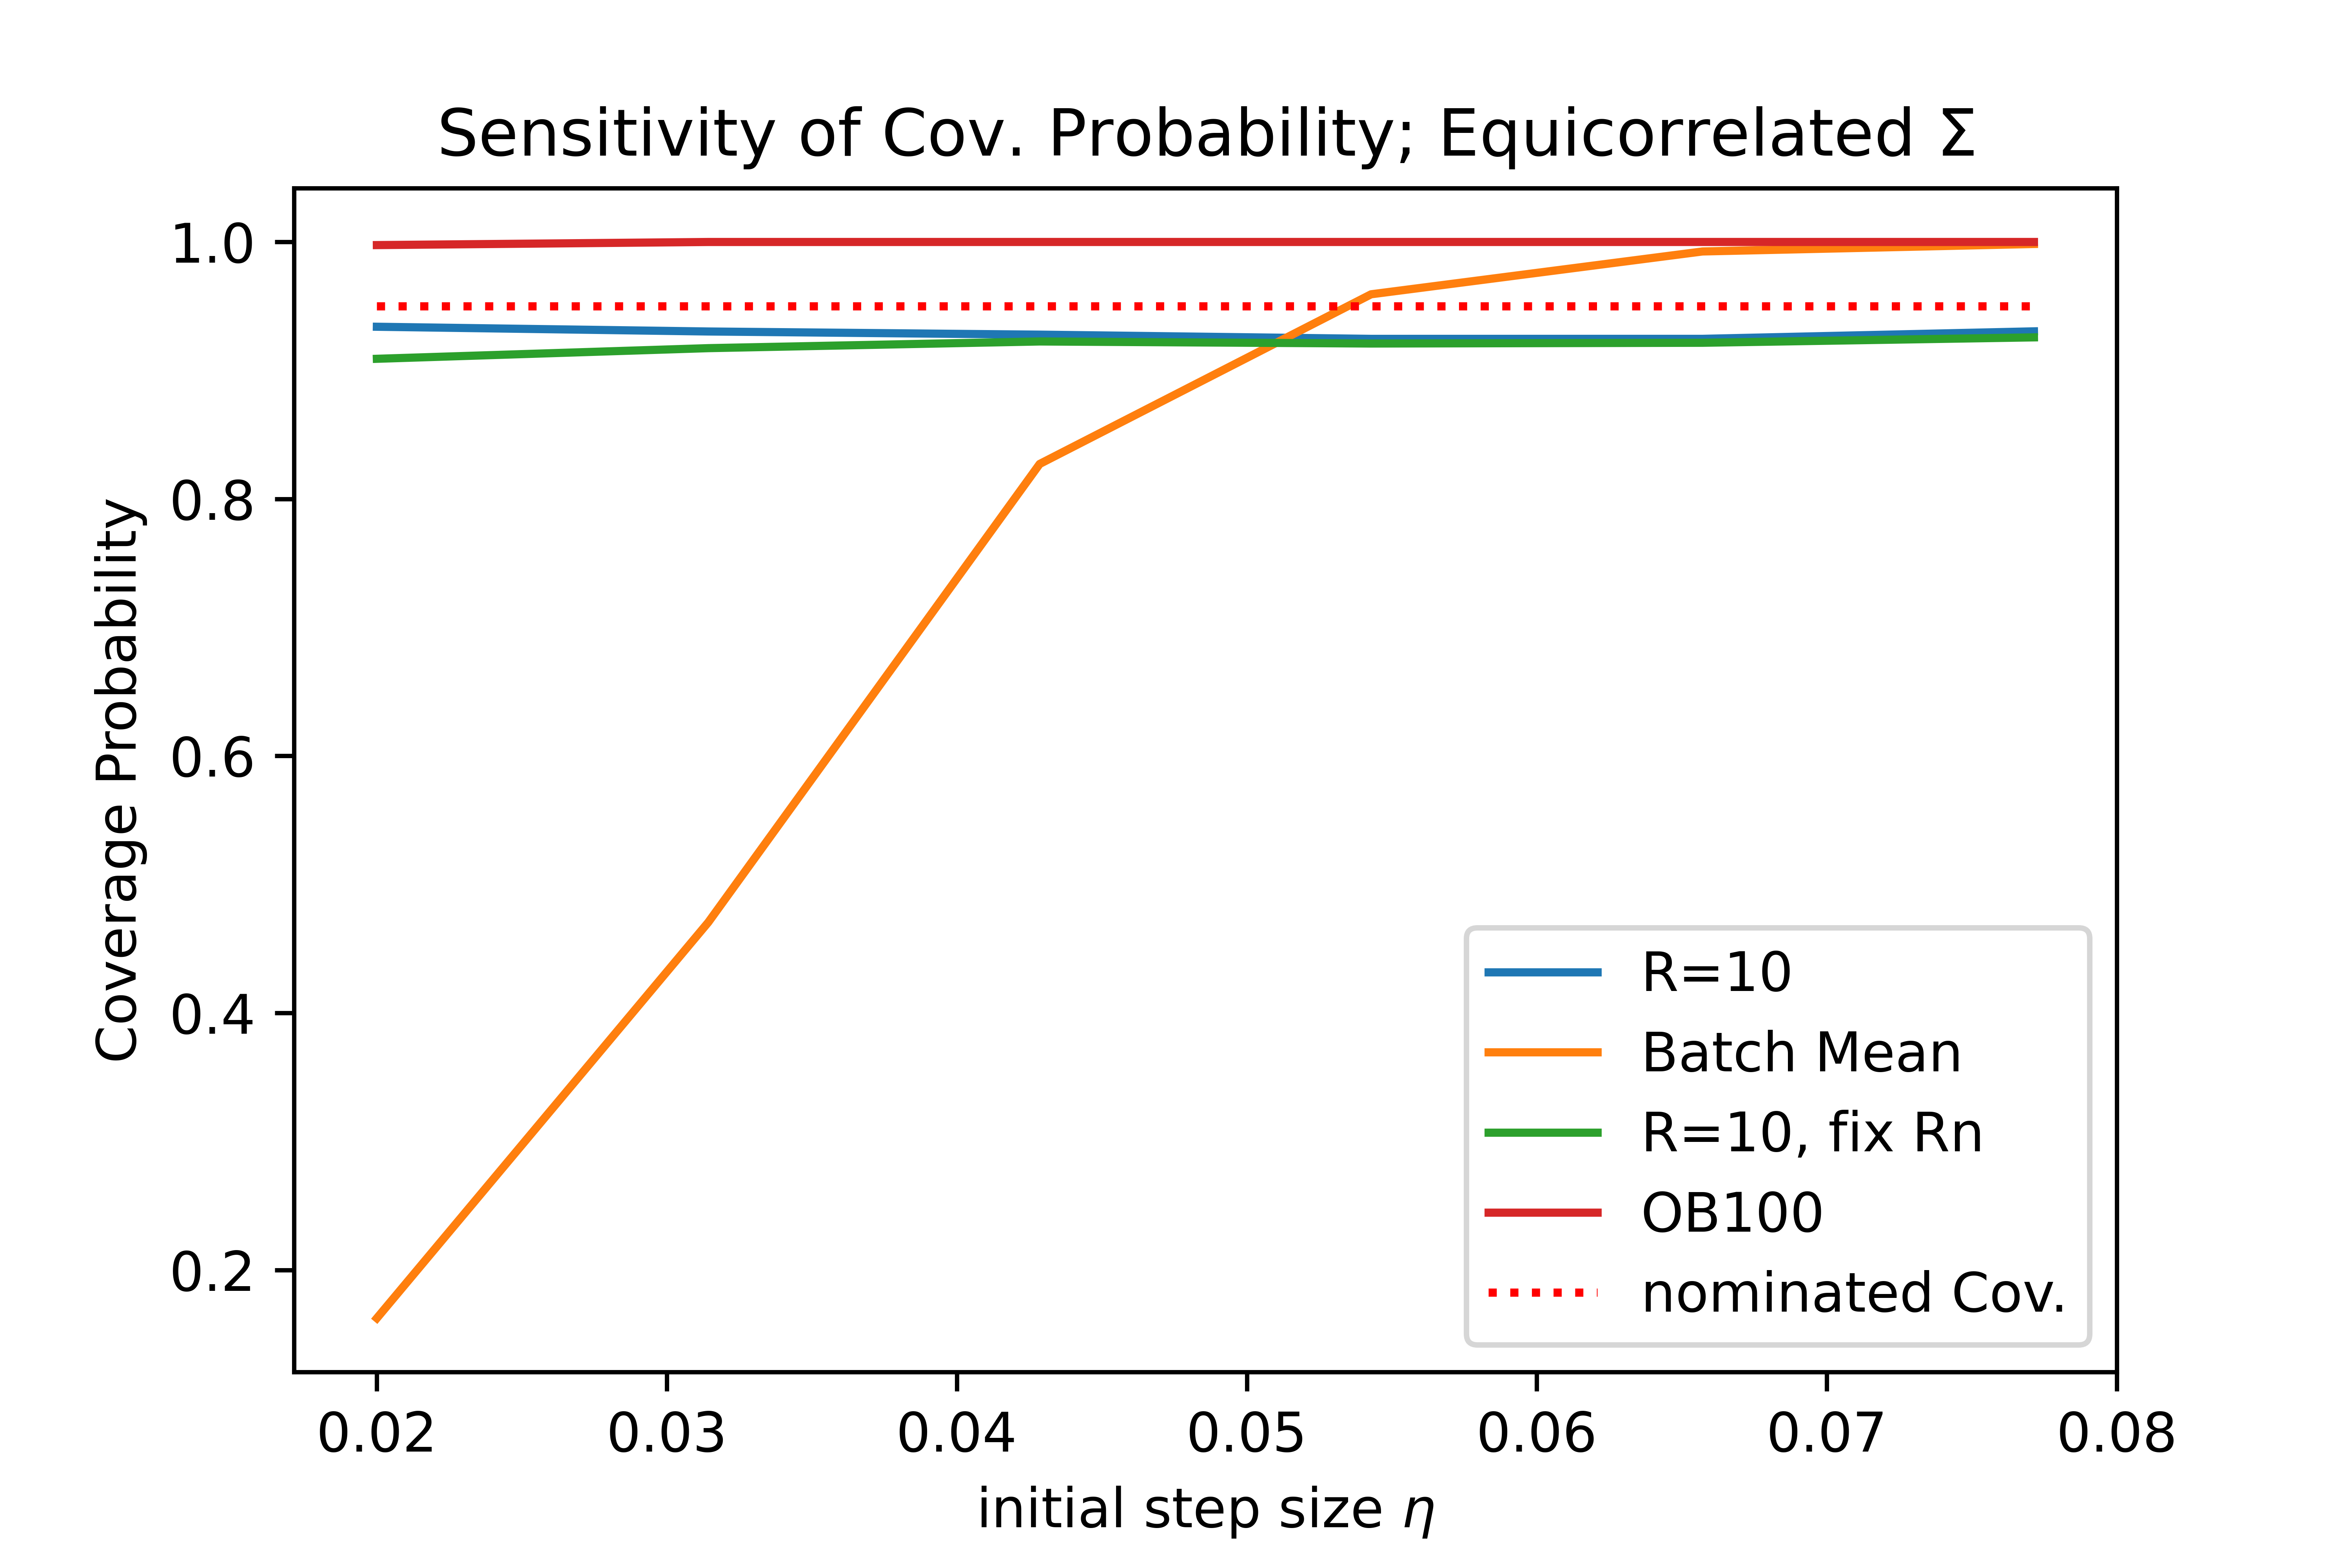 Sensitivity of Cov. Probability; Equicorrelated Σ
Coverage Probability
1.0
0.8
0.6
0.4
0.2
0.02 0.03 0.04 0.05 0.06 0.07 0.08
initial step size η
R=10
Batch Mean
R=10, fix Rn
OB100
nominated Cov.